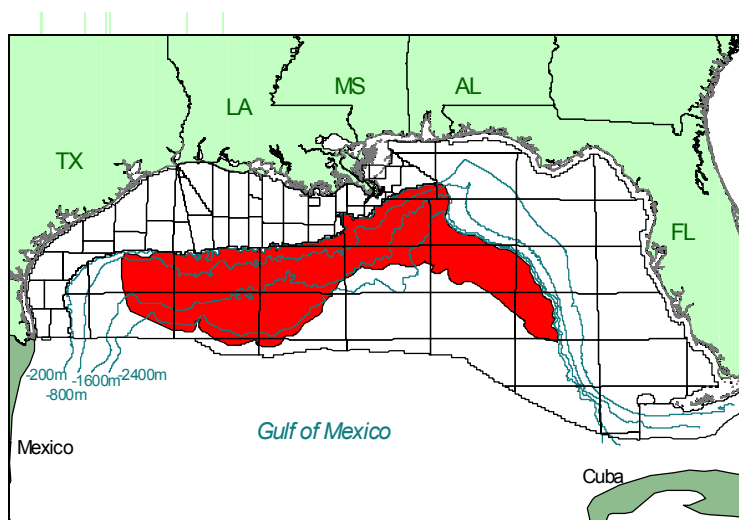 MS
AL
LA
TX
FL
-200m
-1600m
-2400m
-800m
Gulf of Mexico
Mexico
Cuba